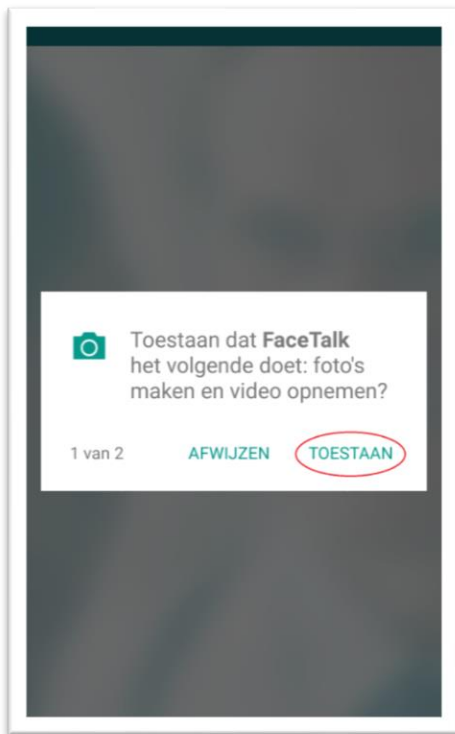 Toestaan dat FaceTalk
het volgende doet: foto's
maken en video opnemen?
1 van 2 AFWIJZEN TOESTAAN